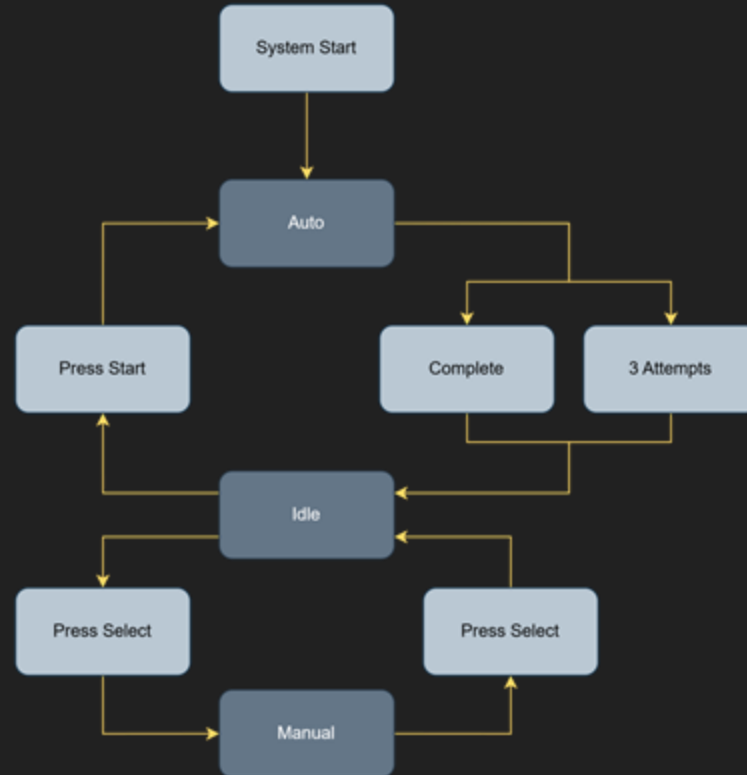 System Start
Auto
Press Start
Complete
3 Attempts
Idle
Press Select
Press Select
Manual